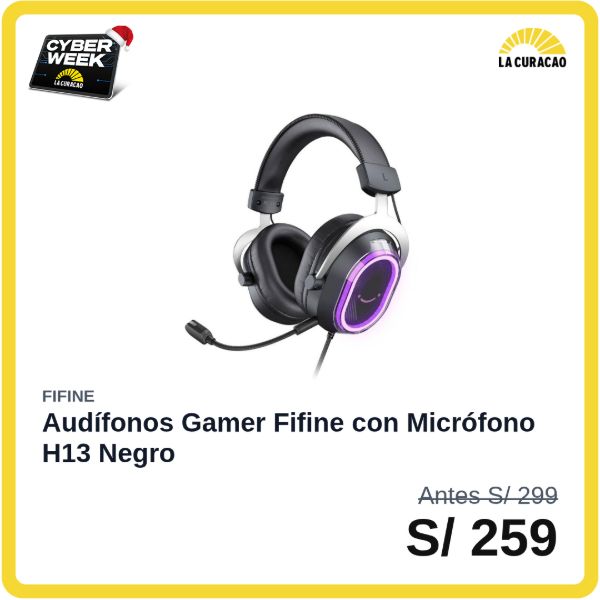 CYBER
WEEK
LA CURACAO
LA CURACAO
L
FIFINE
Audífonos Gamer Fifine con Micrófono
H13 Negro
Antes S/ 299
S/ 259